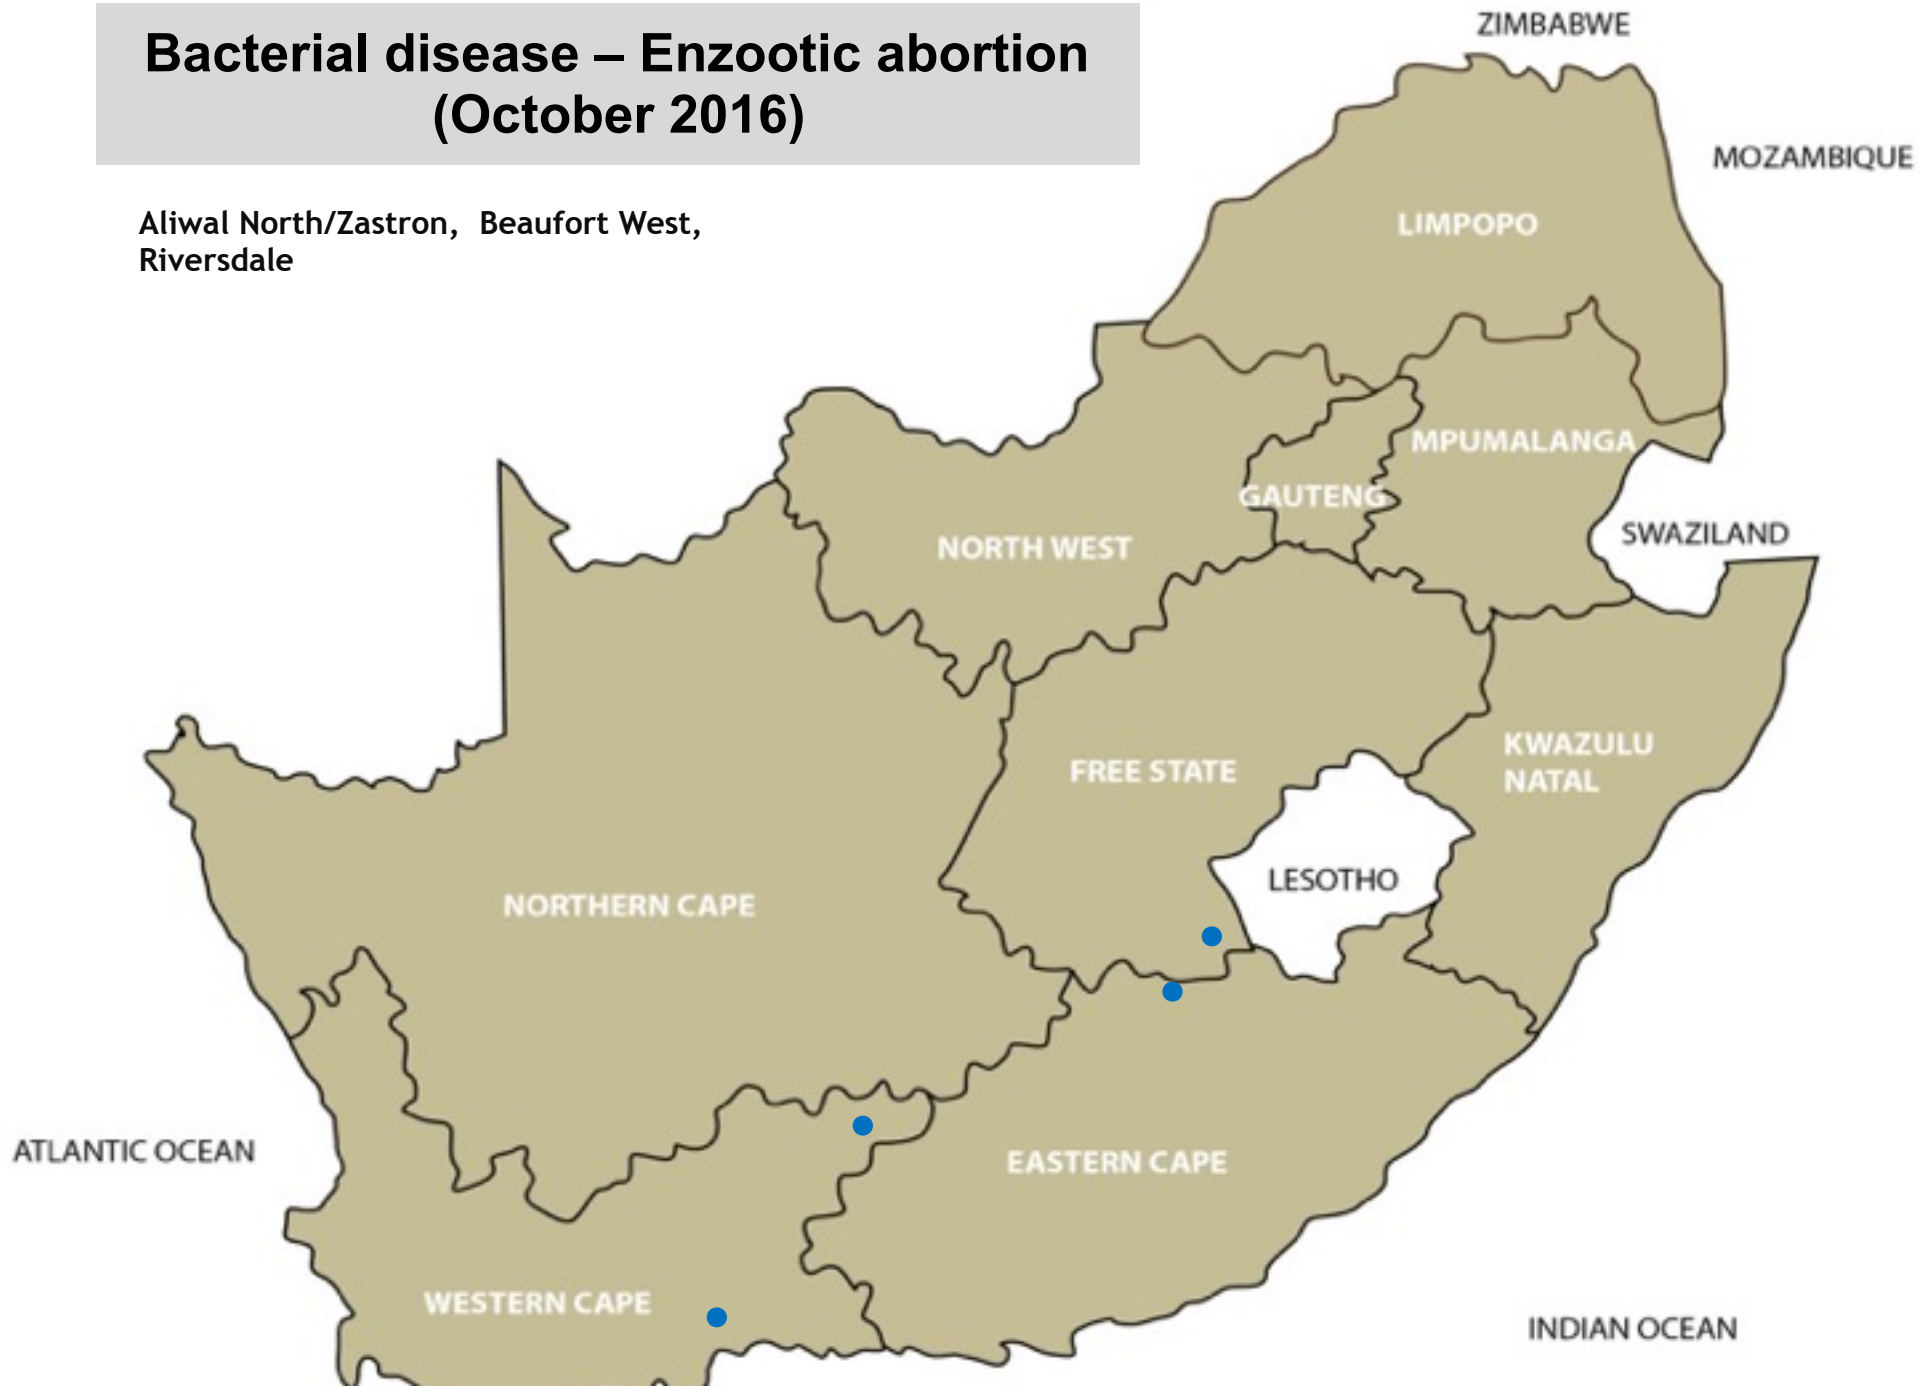 Bacterial disease – Enzootic abortion
(October 2016)
Aliwal North/Zastron,  Beaufort West,
Riversdale
ZIMBABWE
MOZAMBIQUE
LIMPOPO
MPUMALANGA
GAUTENG
SWAZILAND
NORTH WEST
KWAZULU
NATAL
FREE STATE
LESOTHO
NORTHERN CAPE
ATLANTIC OCEAN
EASTERN CAPE
WESTERN CAPE
INDIAN OCEAN